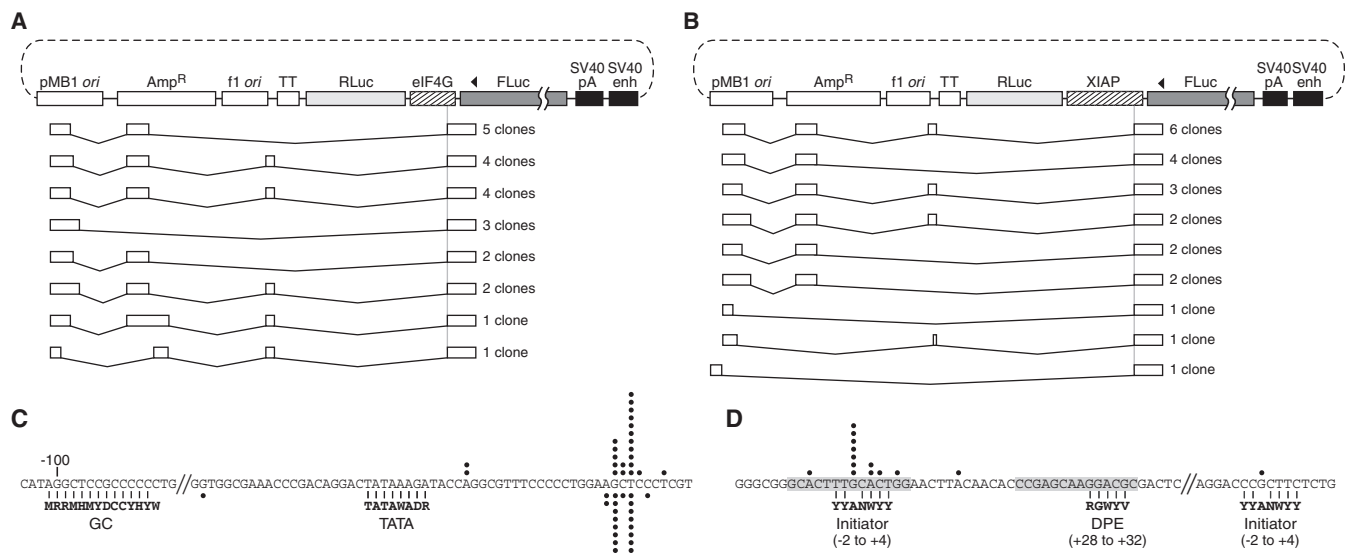 A
pMB1 ori AmpR f1 ori TT RLuc eIF4G FLuc SV40 pA SV40 enh
5 clones
4 clones
4 clones
3 clones
2 clones
2 clones
1 clone
1 clone
B
pMB1 ori AmpR f1 ori TT RLuc XIAP FLuc SV40 pA SV40 enh
6 clones
4 clones
3 clones
2 clones
2 clones
2 clones
1 clone
1 clone
1 clone
C
-100
CATAGGCTCCGCCCCCCTG//GGTGGCGAAACCCGACAGGACTATAAAGATACCAGGCGTTTCCCCCTGGAAGCTCCCTCGT
MRRMHMYDCCYHYW
GC
TATAWADR
TATA
D
GGGCGGGCACTTTGCACTGGAACTTACAACACCCGAGCAAGGACGCGACTC//AGGACCCGCTTCTCTG
YYANWYY
Initiator
(-2 to +4)
RGWYV
DPE
(+28 to +32)
YYANWYY
Initiator
(-2 to +4)